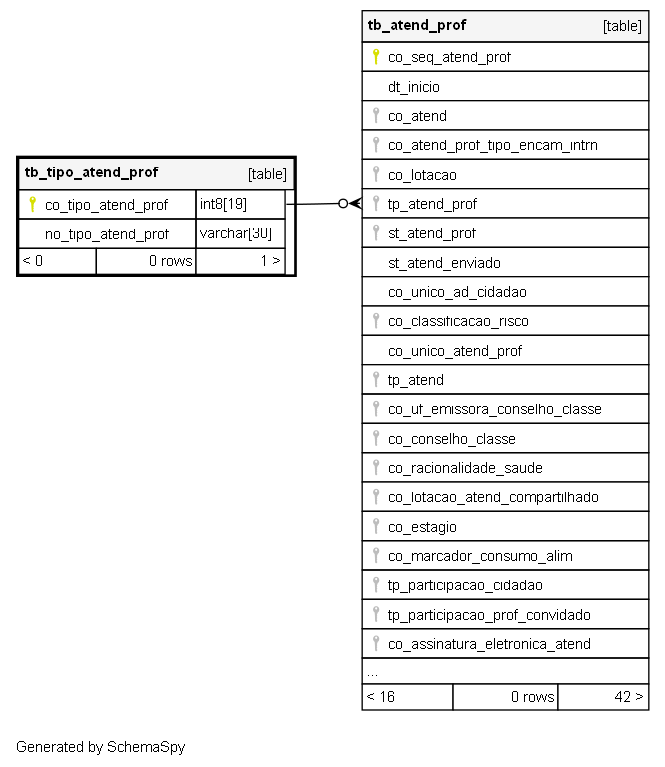 tb_atend_prof [table]
co_seq_atend_prof
dt_inicio
co_atend
co_atend_prof_tipo_encam_intrn
co_lotacao
tp_atend_prof
st_atend_prof
st_atend_enviado
co_unico_ad_cidadao
co_classificacao_risco
co_unico_atend_prof
tp_atend
co_uf_emissora_conselho_classe
co_conselho_classe
co_racionalidade_saude
co_lotacao_atend_compartilhado
co_estagio
co_marcador_consumo_alim
tp_participacao_cidadao
tp_participacao_prof_convidado
co_assinatura_eletronica_atend
...
< 16 0 rows 42 >
tb_tipo_atend_prof [table]
co_tipo_atend_prof int8[19]
no_tipo_atend_prof varchar[30]
< 0 0 rows 1 >
Generated by SchemaSpy